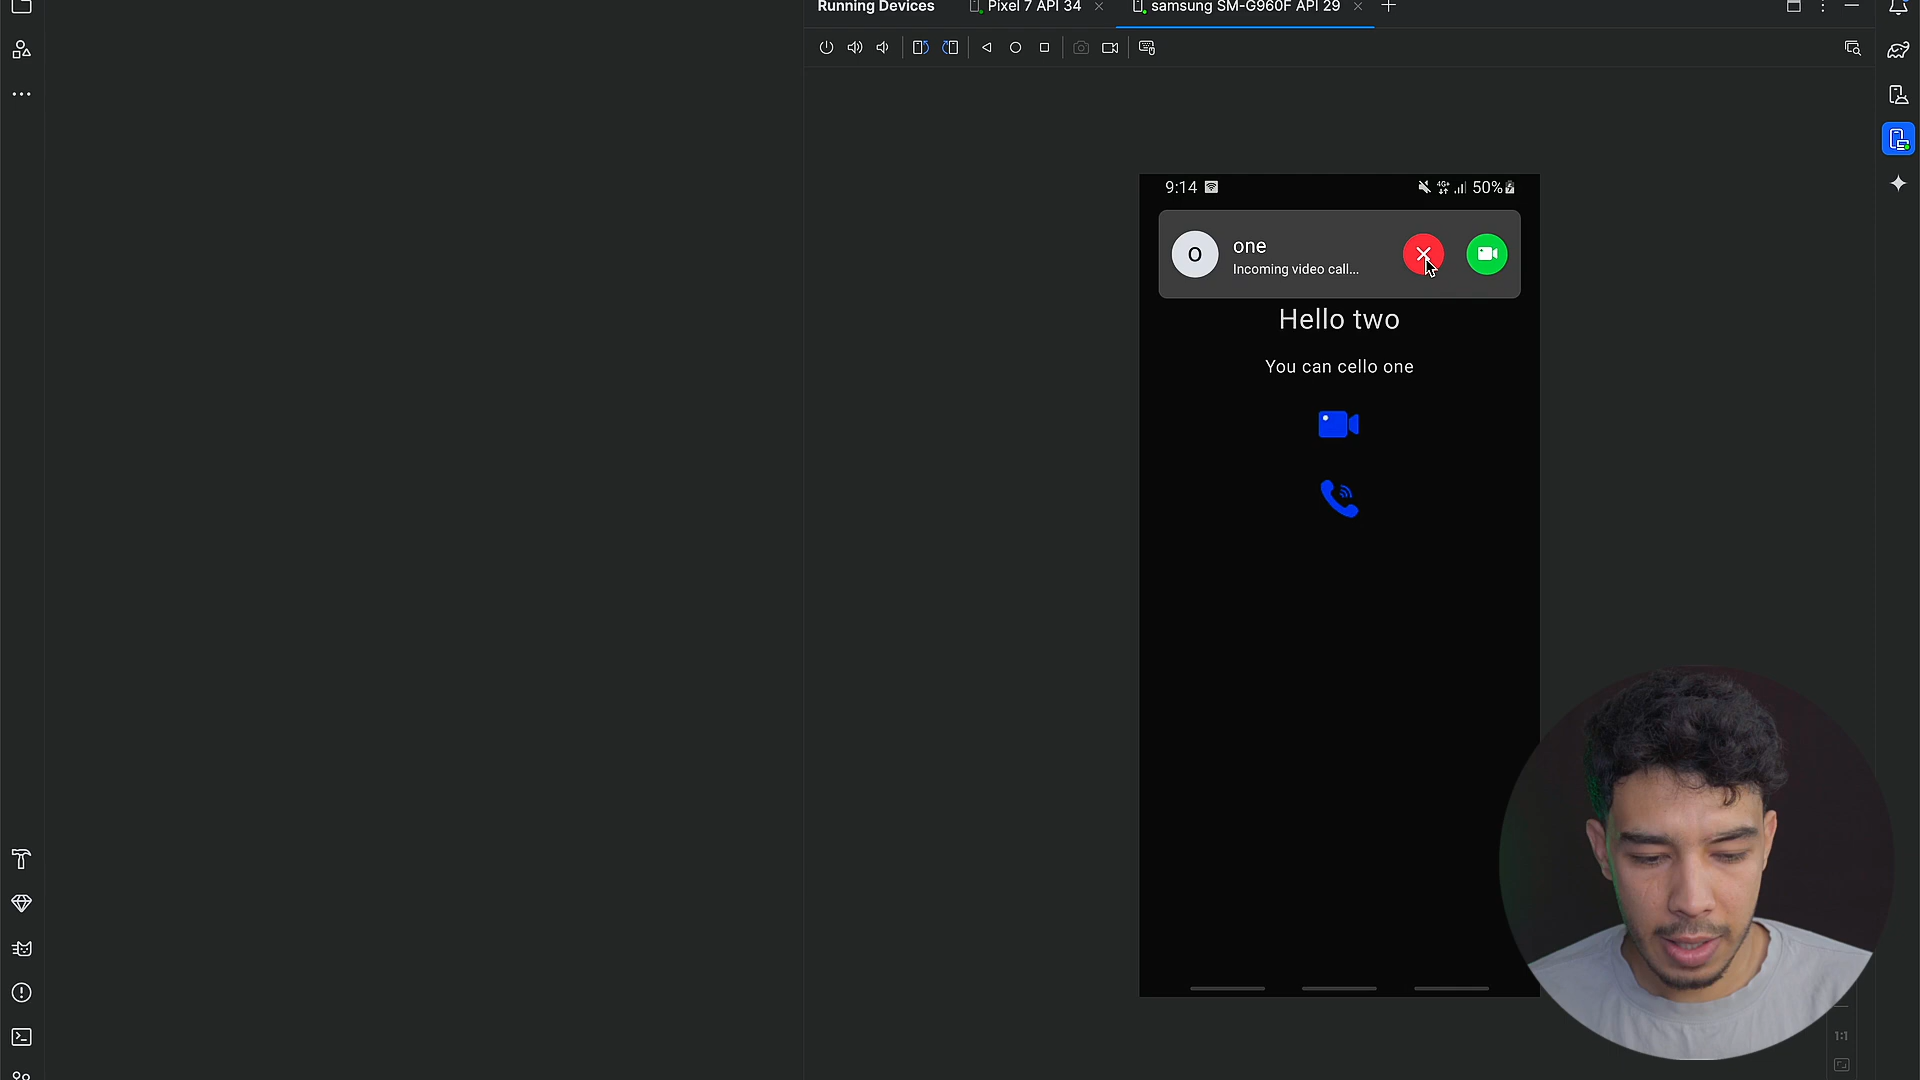 Running Devices
Pixel 7 API 34
samsung SM-G960F API 29
9:14
4G+
50%
O
one
Incoming video call...
Hello two
You can cello one
1:1